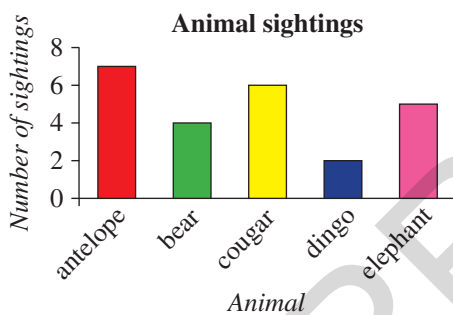 Animal sightings
Number of sightings
8
6
4
2
0
antelope
bear
cougar
dingo
elephant
Animal